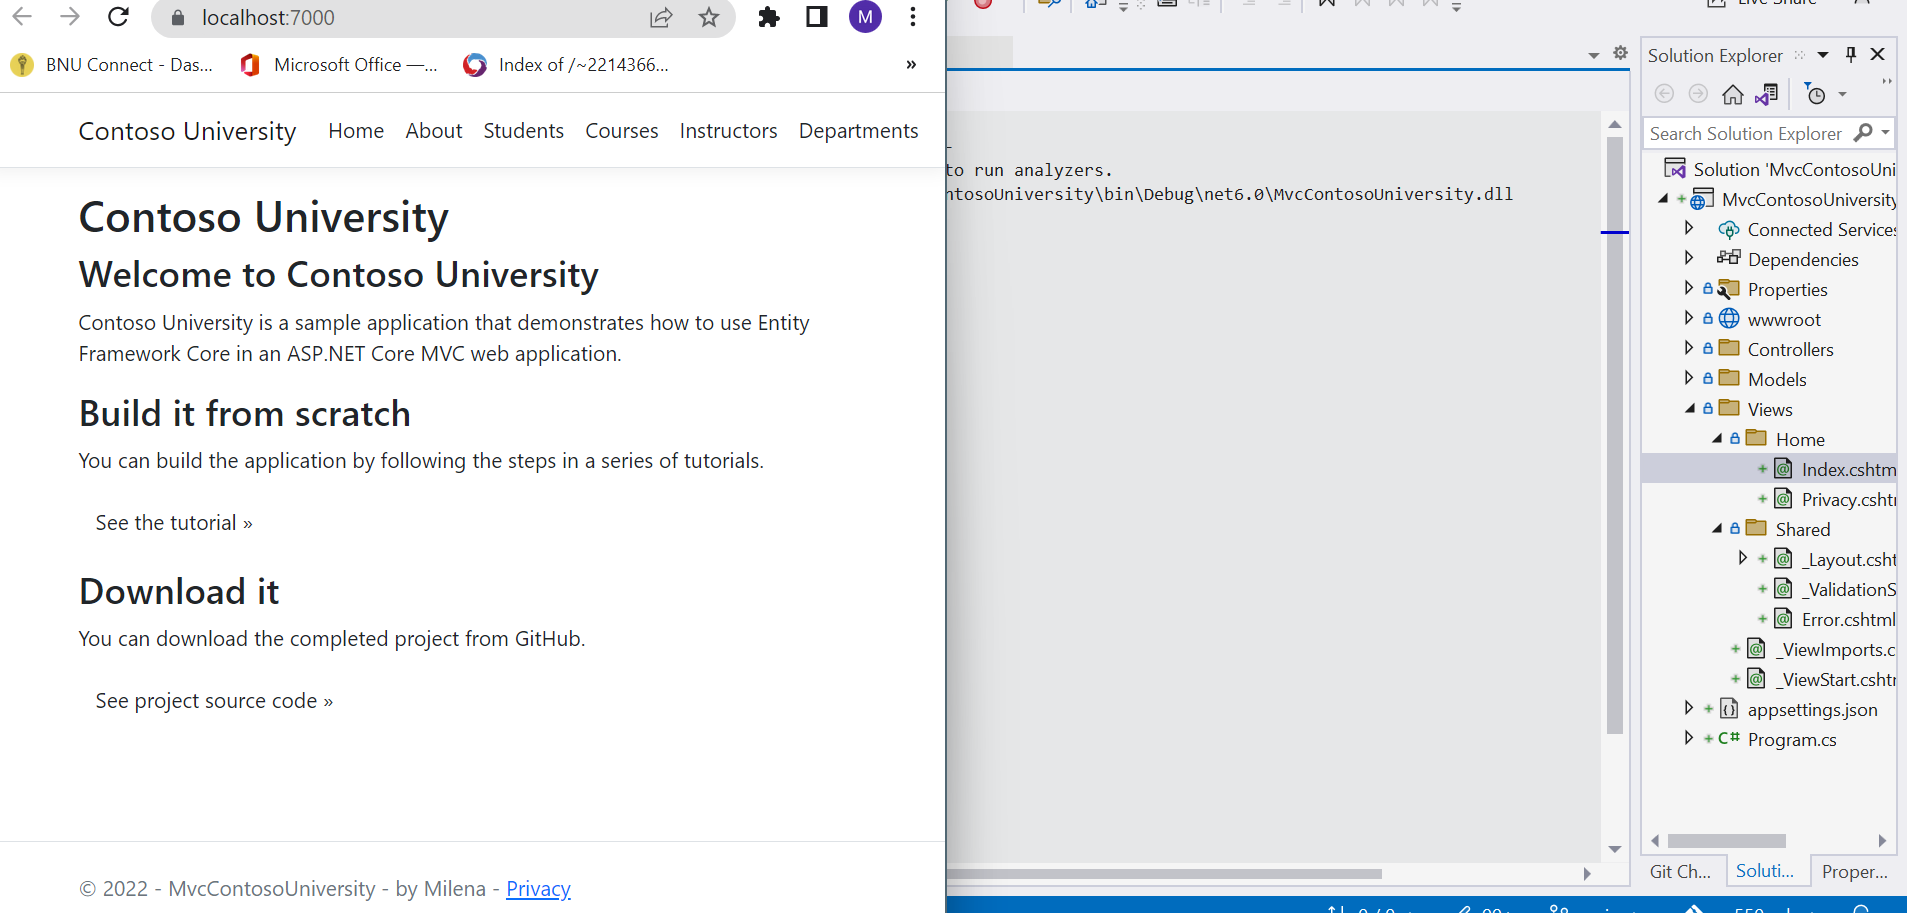 localhost:7000
M
BNU Connect - Das...
Microsoft Office —...
Index of /~2214366...
»
Contoso University
Home
About
Students
Courses
Instructors
Departments
Contoso University
Welcome to Contoso University
Contoso University is a sample application that demonstrates how to use Entity
Framework Core in an ASP.NET Core MVC web application.
Build it from scratch
You can build the application by following the steps in a series of tutorials.
See the tutorial »
Download it
You can download the completed project from GitHub.
See project source code »
© 2022 - MvcContosoUniversity - by Milena - Privacy
Live Share
to run analyzers.
ntosoUniversity\bin\Debug\net6.0\MvcContosoUniversity.dll
Solution Explorer
Search Solution Explorer
Solution 'MvcContosoUni
MvcContosoUniversity
Connected Services
Dependencies
Properties
wwwroot
Controllers
Models
Views
Home
Index.cshtm
Privacy.csht
Shared
_Layout.csht
_ValidationS
Error.cshtml
_ViewImports.c
_ViewStart.csht
appsettings.json
C# Program.cs
Git Ch...
Soluti...
Proper...